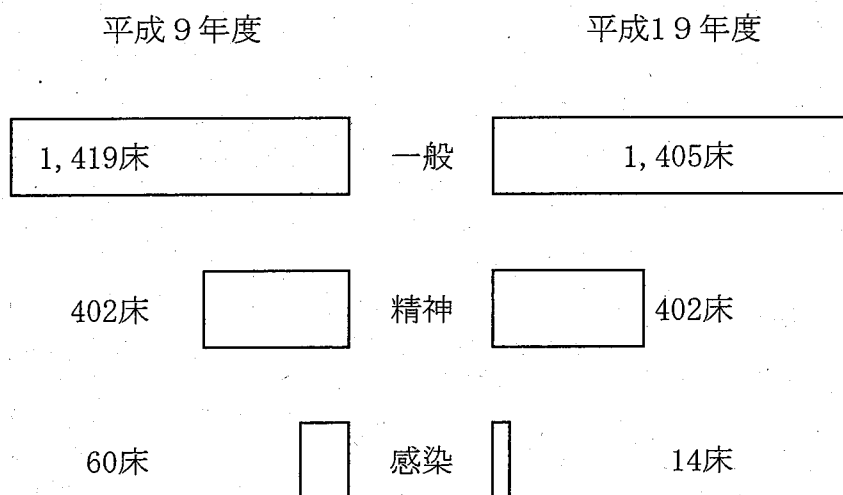 平成９年度 平成1９年度
1,419床 一般 1,405床
402床 精神 402床
60床 感染 14床